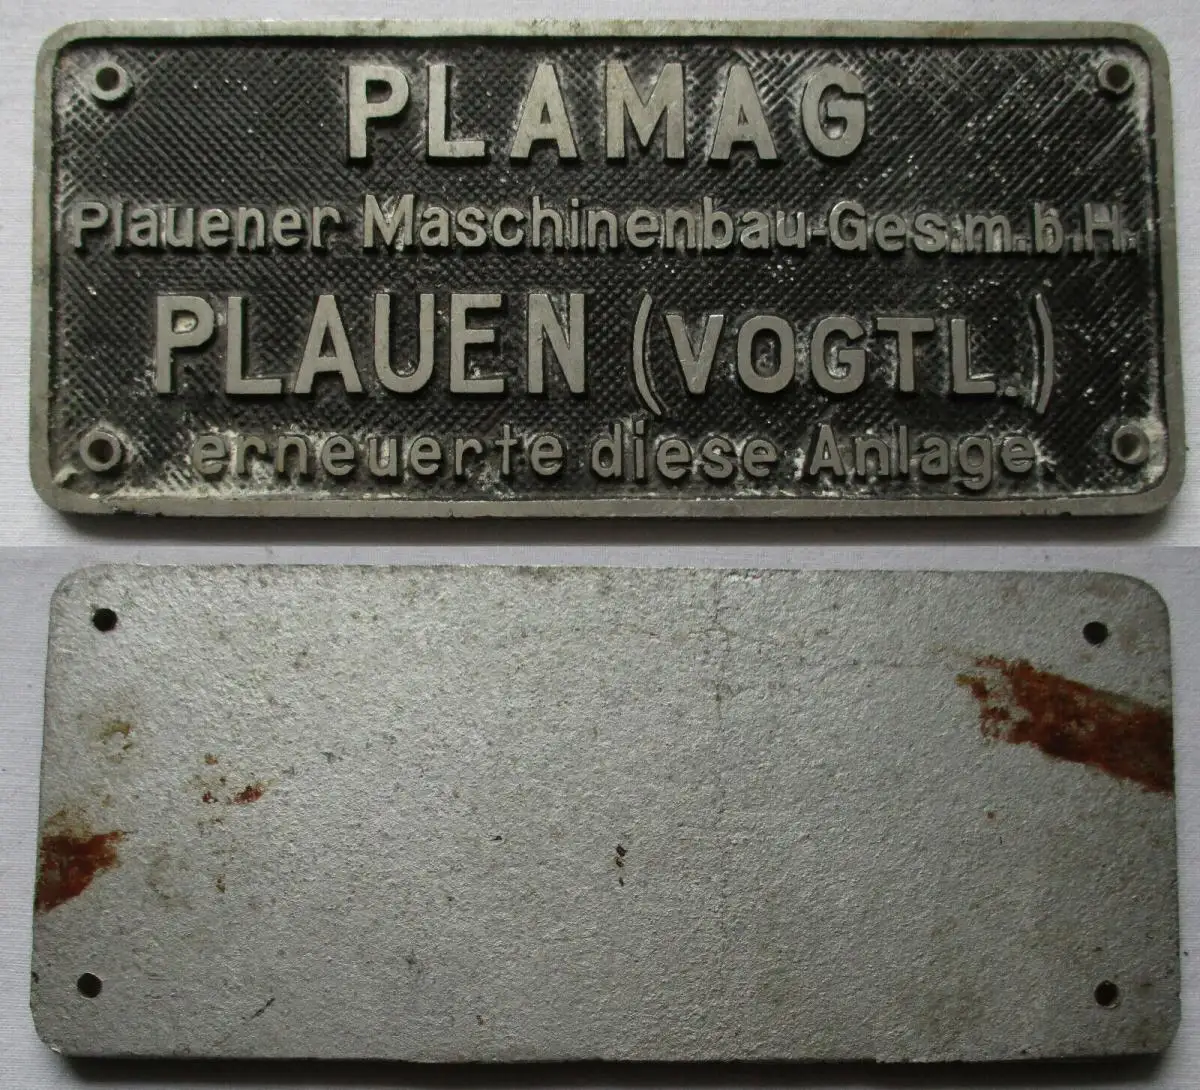 PLAMAG
Plauener Maschinenbau-Ges.m.b.H.
PLAUEN (VOGTL.)
erneuerte diese Anlage